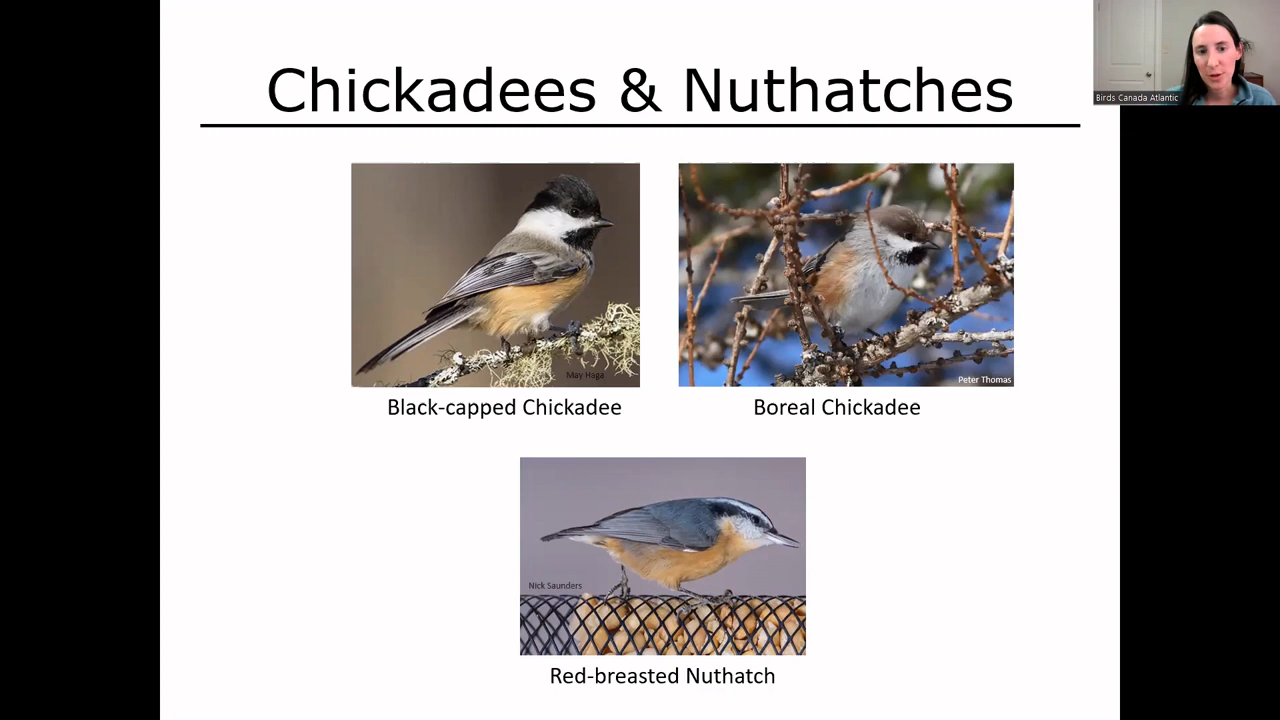 Chickadees & Nuthatches
Birds Canada Atlantic
May Haga
Peter Thomas
Black-capped Chickadee
Boreal Chickadee
Nick Saunders
Red-breasted Nuthatch